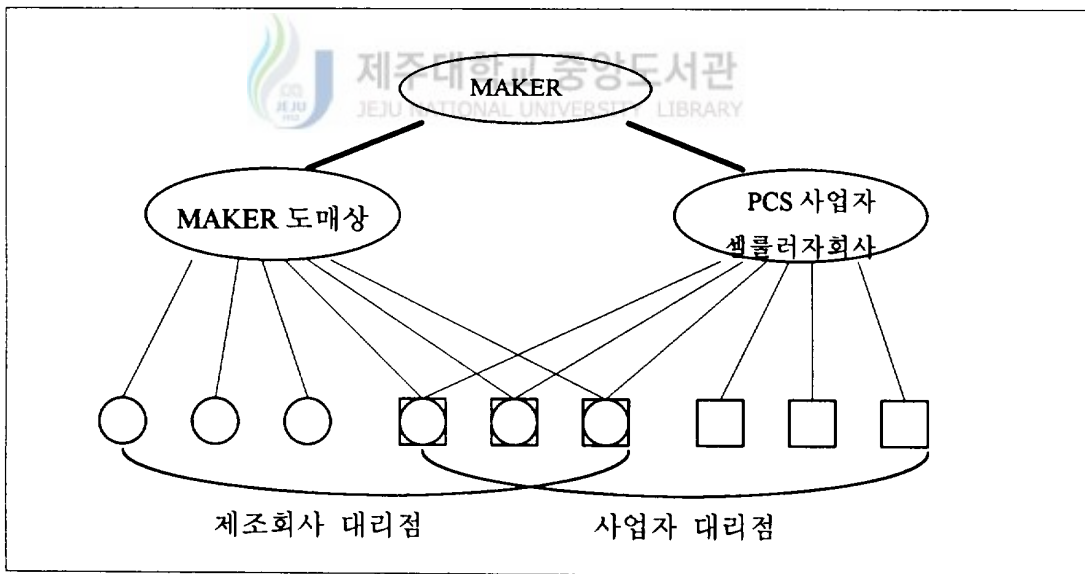 제주대학교 중앙도서관
JEJU NATIONAL UNIVERSITY LIBRARY
MAKER
MAKER 도매상
PCS 사업자
셀룰러자회사
제조회사 대리점
사업자 대리점